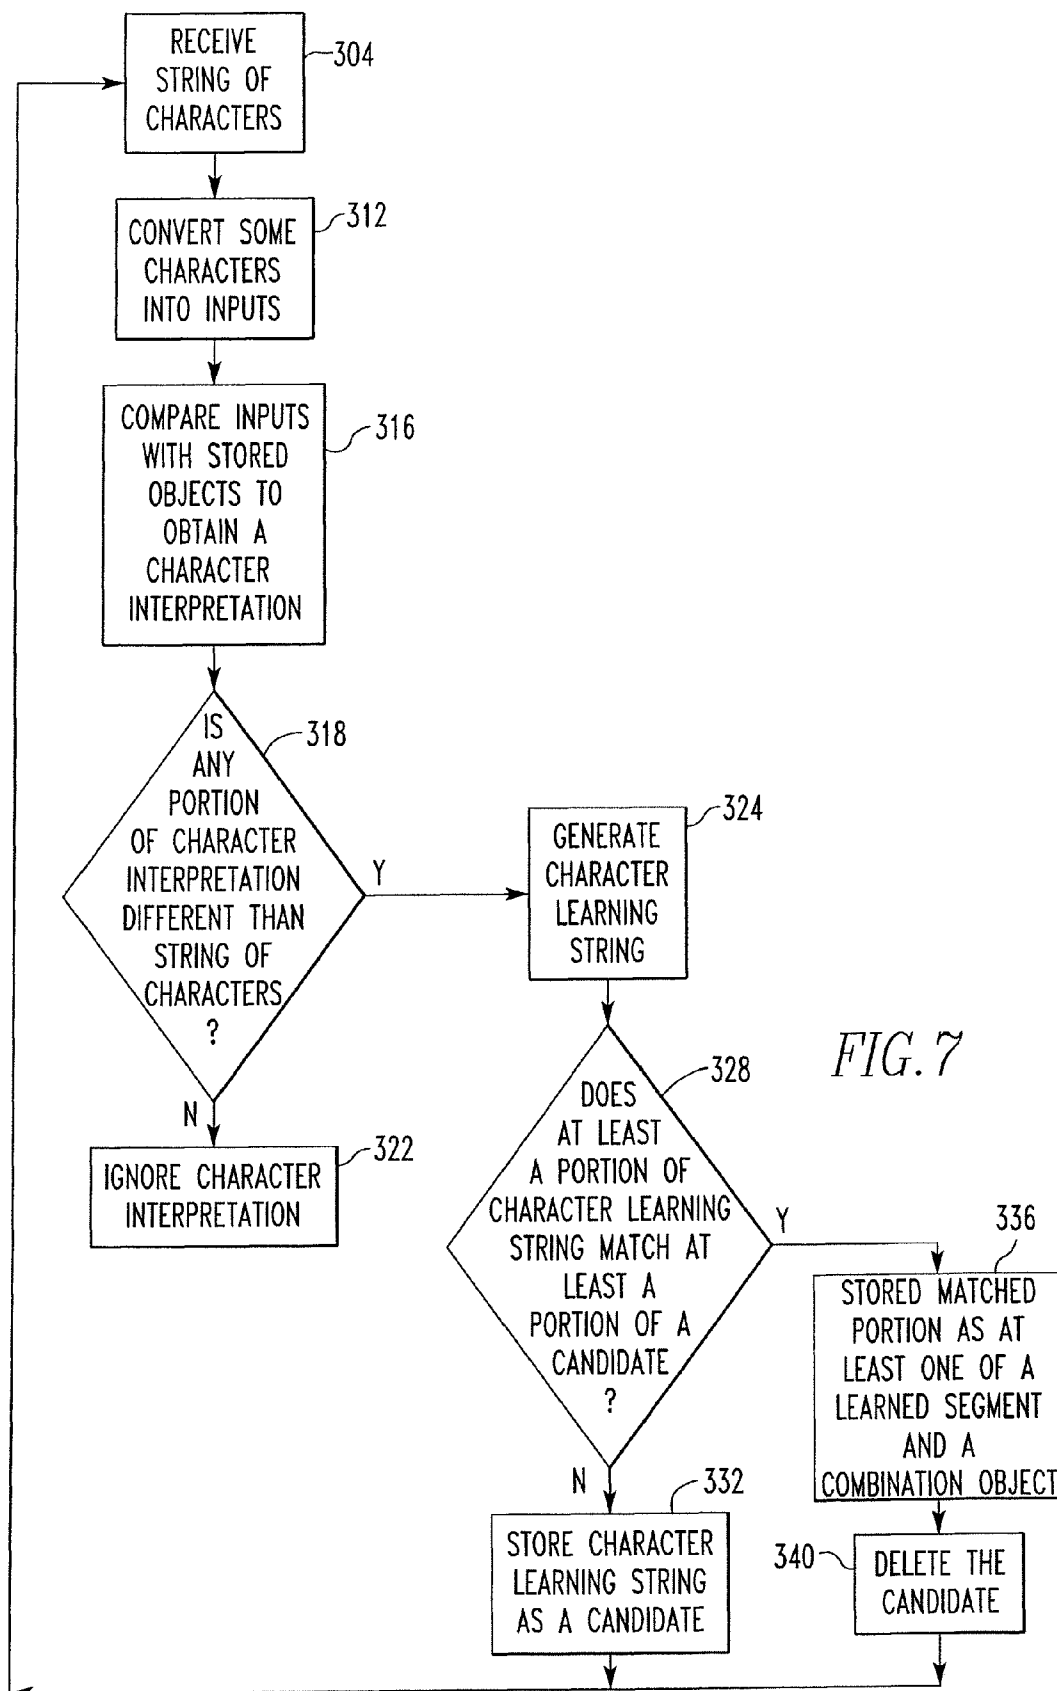 RECEIVE
STRING OF
CHARACTERS
304
CONVERT SOME
CHARACTERS
INTO INPUTS
312
COMPARE INPUTS
WITH STORED
OBJECTS TO
OBTAIN A
CHARACTER
INTERPRETATION
316
IS
ANY
PORTION
OF CHARACTER
INTERPRETATION
DIFFERENT THAN
STRING OF
CHARACTERS
?
318
Y
N
IGNORE CHARACTER
INTERPRETATION
322
GENERATE
CHARACTER
LEARNING
STRING
324
FIG. 7
DOES
AT LEAST
A PORTION OF
CHARACTER LEARNING
STRING MATCH AT
LEAST A
PORTION OF A
CANDIDATE
?
328
Y
N
STORED MATCHED
PORTION AS AT
LEAST ONE OF A
LEARNED SEGMENT
AND A
COMBINATION OBJECT
336
STORE CHARACTER
LEARNING STRING
AS A CANDIDATE
332
DELETE THE
CANDIDATE
340